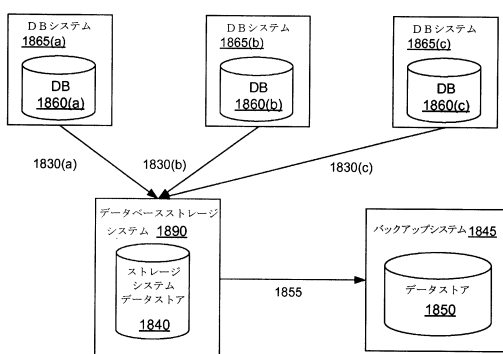 DBシステム
1865(a)
DB
1860(a)
DBシステム
1865(b)
DB
1860(b)
DBシステム
1865(c)
DB
1860(c)
1830(a)
1830(b)
1830(c)
データベースストレージ
システム 1890
ストレージ
システム
データストア
1840
1855
バックアップシステム 1845
データストア
1850